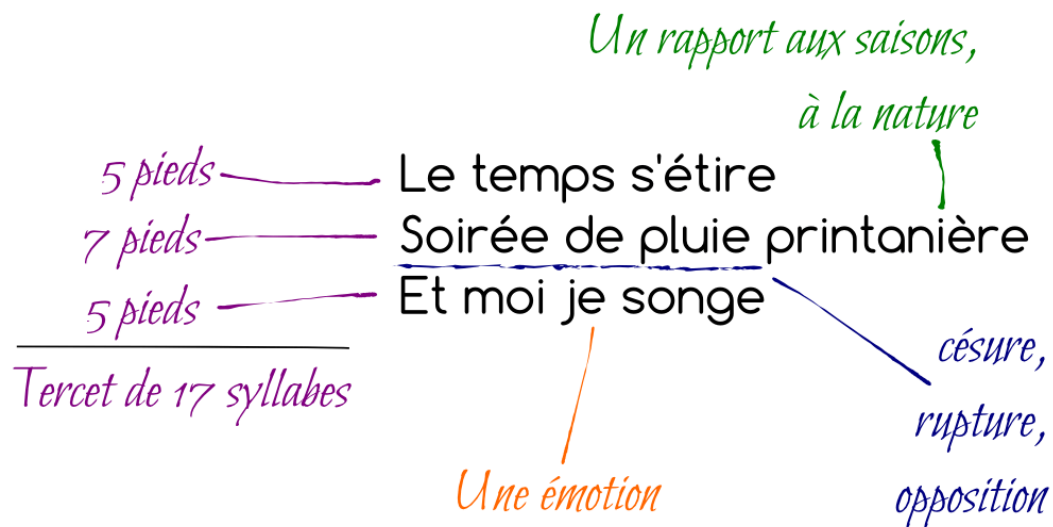 Un rapport aux saisons,
à la nature
5 pieds
Le temps s'étire
7 pieds
Soirée de pluie printanière
5 pieds
Et moi je songe
Tercet de 17 syllabes
césure,
rupture,
opposition
Une émotion